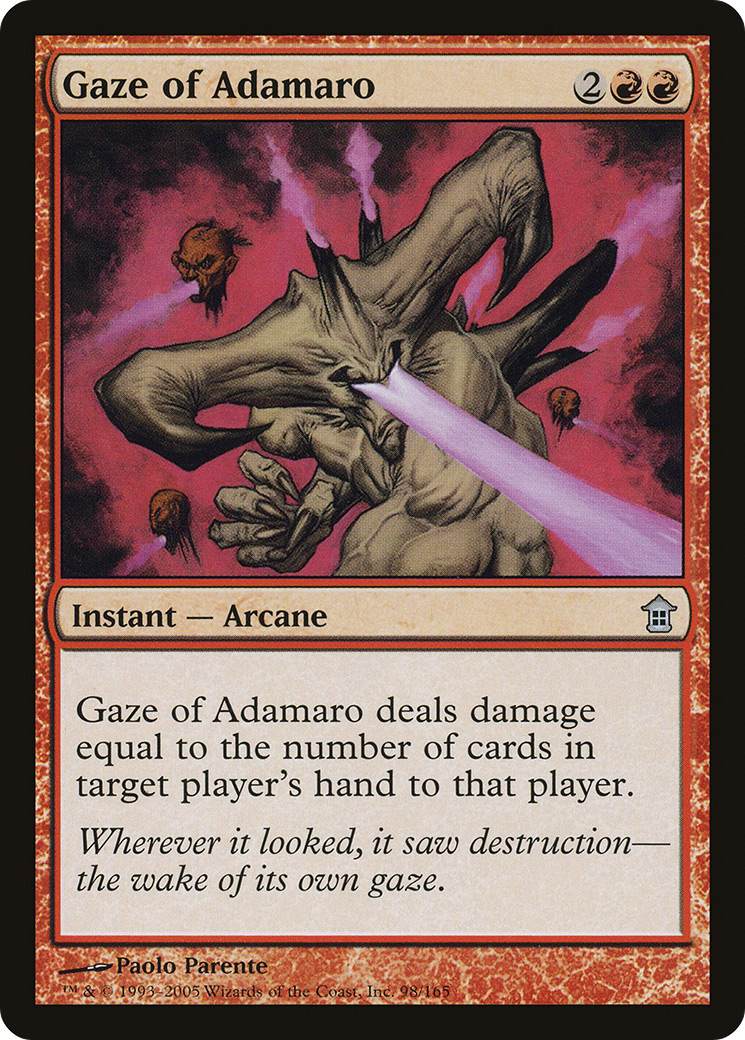 Gaze of Adamaro 2
Instant — Arcane
Gaze of Adamaro deals damage
equal to the number of cards in
target player's hand to that player.
Wherever it looked, it saw destruction—
the wake of its own gaze.
Paolo Parente
™ & © 1993–2005 Wizards of the Coast, Inc. 98/165